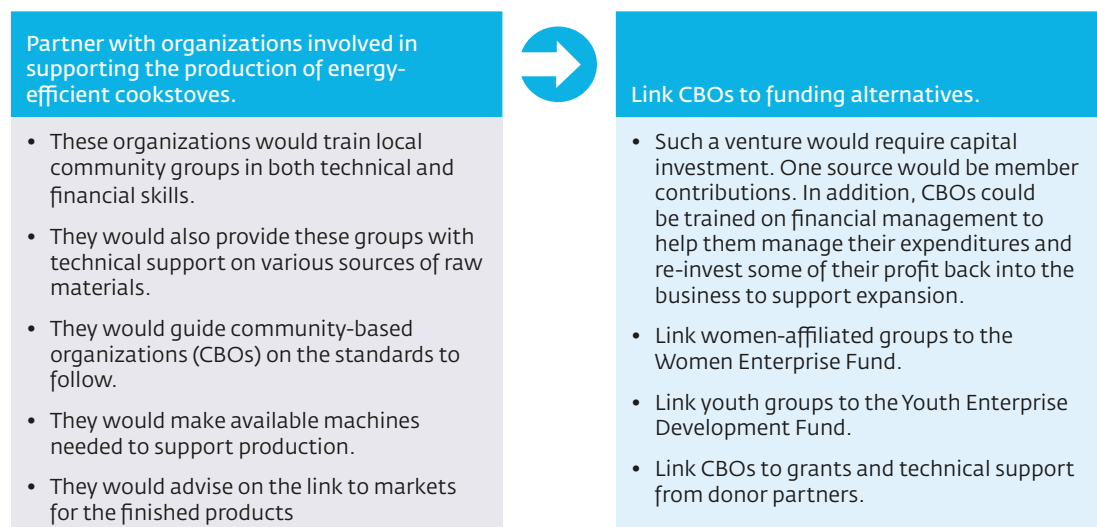 Partner with organizations involved in
supporting the production of energy-
efficient cookstoves.
• These organizations would train local
community groups in both technical and
financial skills.
• They would also provide these groups with
technical support on various sources of raw
materials.
• They would guide community-based
organizations (CBOs) on the standards to
follow.
• They would make available machines
needed to support production.
• They would advise on the link to markets
for the finished products
Link CBOs to funding alternatives.
• Such a venture would require capital
investment. One source would be member
contributions. In addition, CBOs could
be trained on financial management to
help them manage their expenditures and
re-invest some of their profit back into the
business to support expansion.
• Link women-affiliated groups to the
Women Enterprise Fund.
• Link youth groups to the Youth Enterprise
Development Fund.
• Link CBOs to grants and technical support
from donor partners.